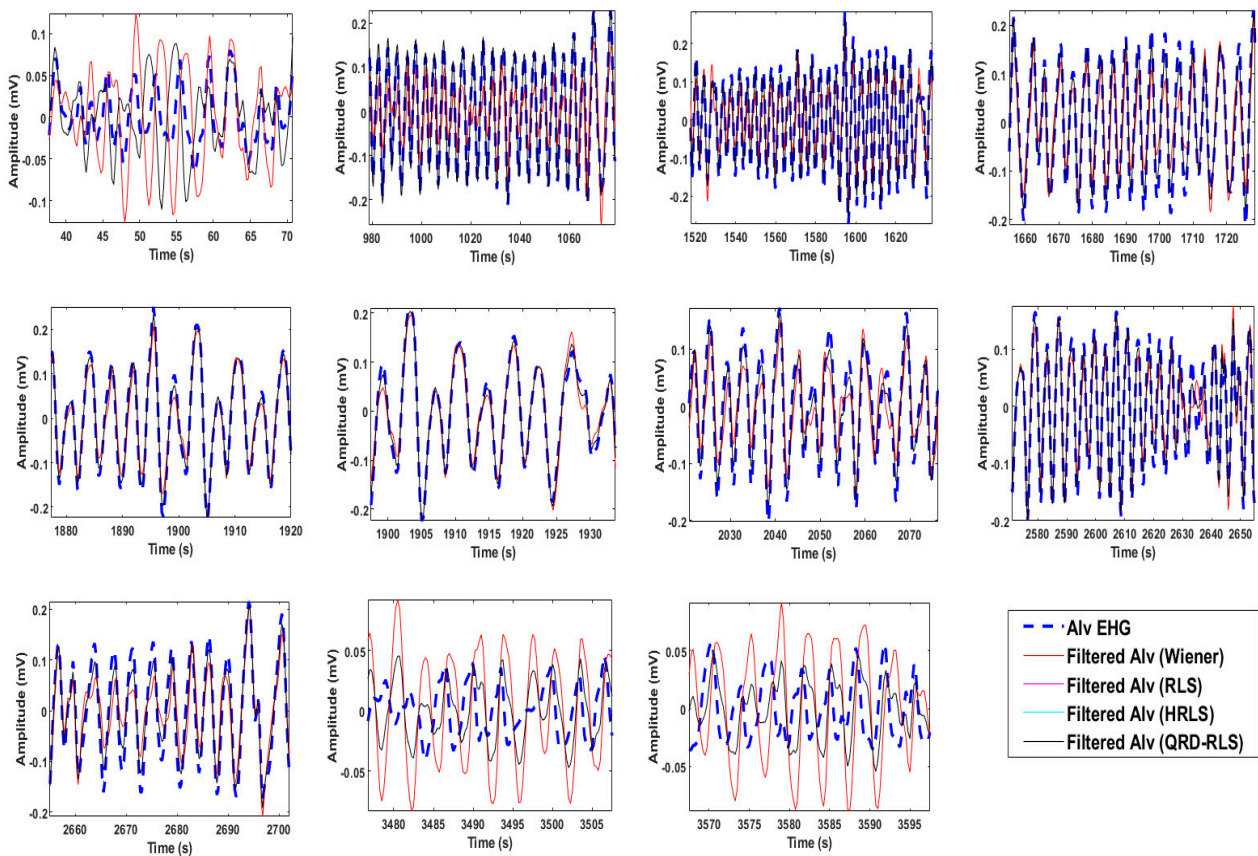 0.1
0.05
0
-0.05
0.1
Amplitude (mV)
40 45 50 55 60 65 70
Time (s)
0.2
0.1
0
-0.1
-0.2
Amplitude (mV)
980 1000 1020 1040 1060
Time (s)
0.2
0.1
0
-0.1
-0.2
Amplitude (mV)
1520 1540 1560 1580 1600 1620
Time (s)
0.2
0.1
0
-0.1
-0.2
Amplitude (mV)
1660 1670 1680 1690 1700 1710 1720
Time (s)
0.2
0.1
0
-0.1
-0.2
Amplitude (mV)
1880 1890 1900 1910 1920
Time (s)
0.2
0.1
0
-0.1
-0.2
Amplitude (mV)
1900 1905 1910 1915 1920 1925 1930
Time (s)
0.1
0
-0.1
-0.2
Amplitude (mV)
2030 2040 2050 2060 2070
Time (s)
0.1
0
-0.1
-0.2
Amplitude (mV)
2580 2590 2600 2610 2620 2630 2640 2650
Time (s)
0.2
0.1
0
-0.1
-0.2
Amplitude (mV)
2660 2670 2680 2690 2700
Time (s)
0.05
0
-0.05
Amplitude (mV)
3480 3485 3490 3495 3500 3505
Time (s)
0.05
0
-0.05
Amplitude (mV)
3570 3575 3580 3585 3590 3595
Time (s)
Alv EHG
Filtered Alv (Wiener)
Filtered Alv (RLS)
Filtered Alv (HRLS)
Filtered Alv (QRD-RLS)